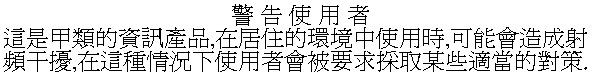 警告使用者
這是甲類的資訊產品,在居住的環境中使用時,可能會造成射
頻干擾,在這種情況下使用者會被要求採取某些適當的對策.